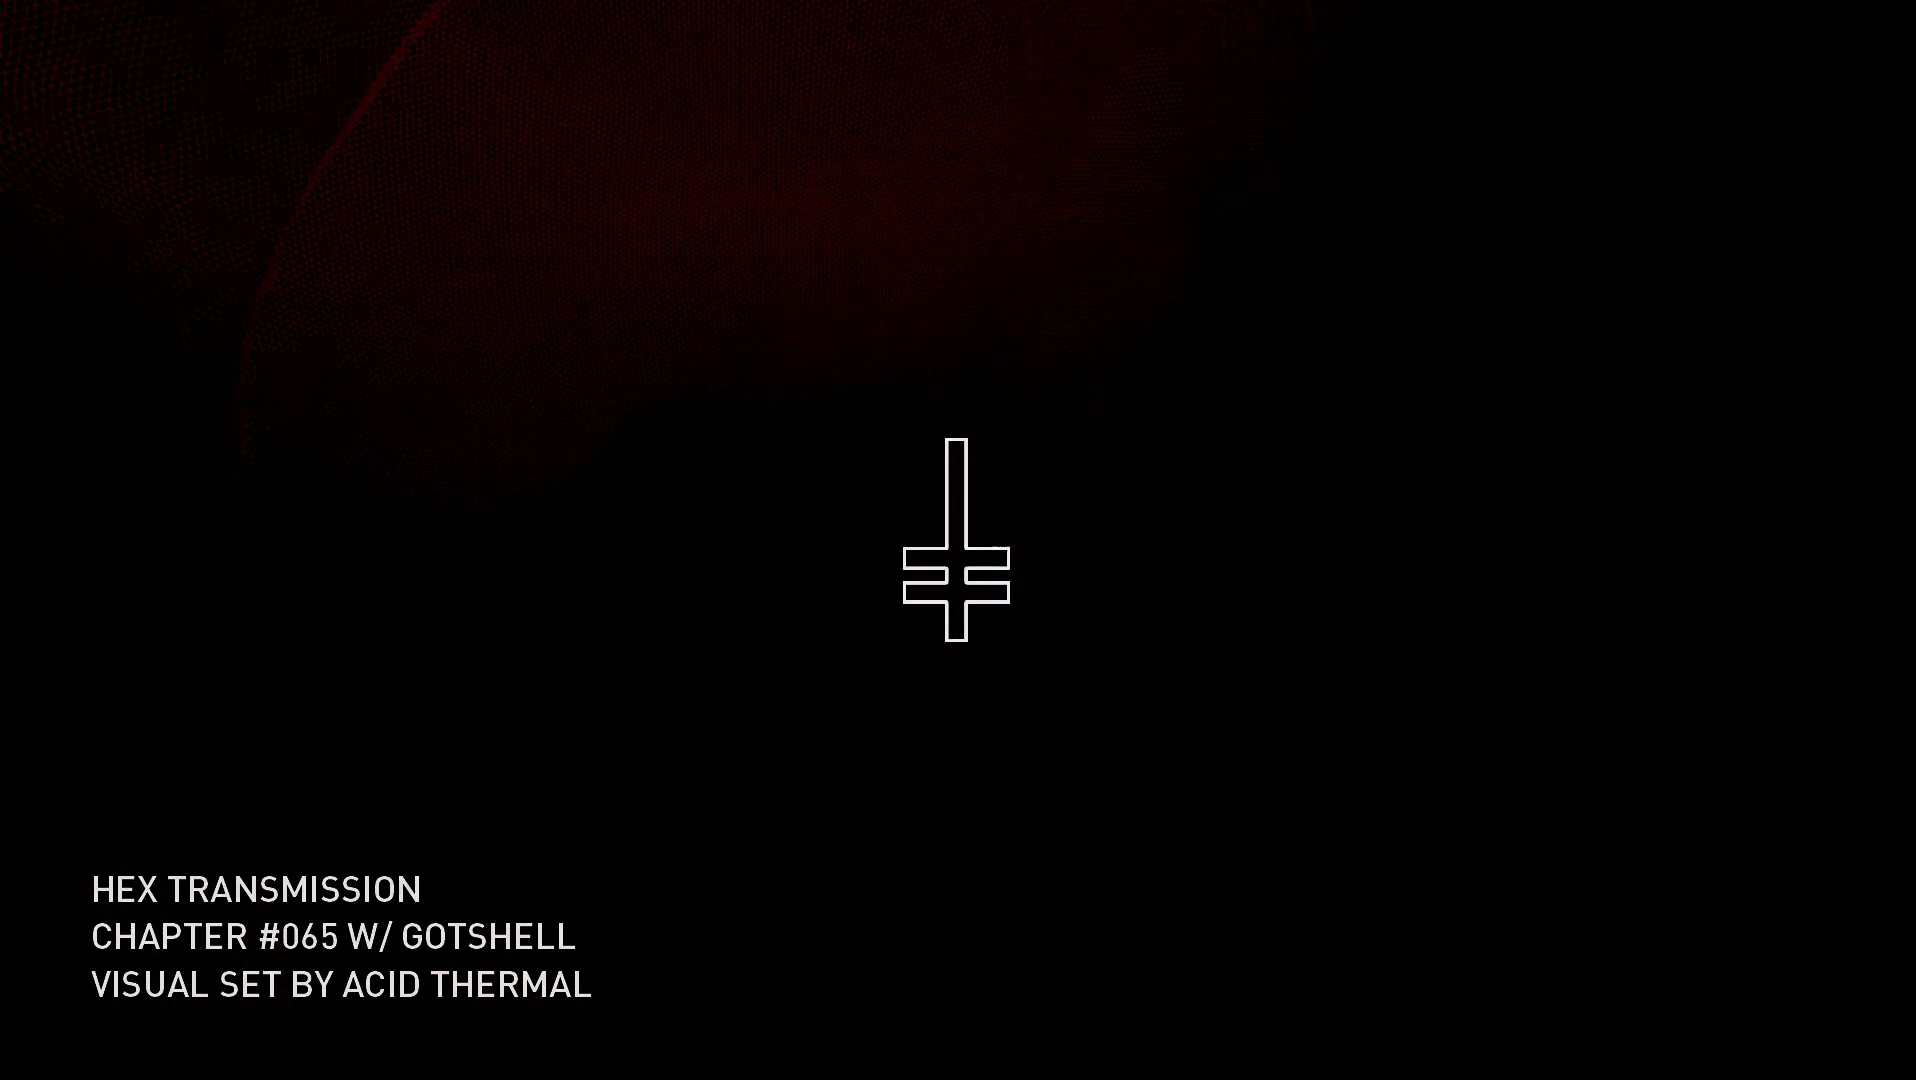 HEX TRANSMISSION
CHAPTER #065 W/ GOTSHELL
VISUAL SET BY ACID THERMAL